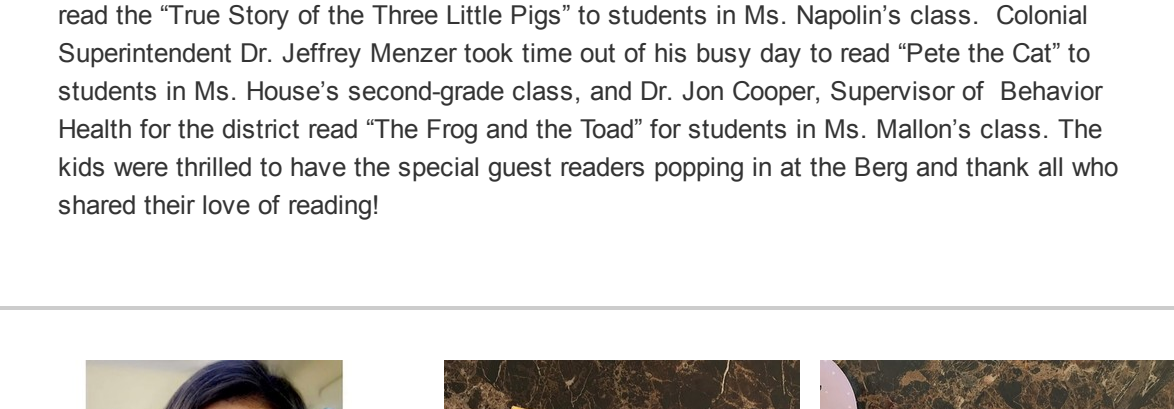 read the “True Story of the Three Little Pigs” to students in Ms. Napolin’s class.  Colonial
Superintendent Dr. Jeffrey Menzer took time out of his busy day to read “Pete the Cat” to
students in Ms. House’s second-grade class, and Dr. Jon Cooper, Supervisor of  Behavior
Health for the district read “The Frog and the Toad” for students in Ms. Mallon’s class. The
kids were thrilled to have the special guest readers popping in at the Berg and thank all who
shared their love of reading!